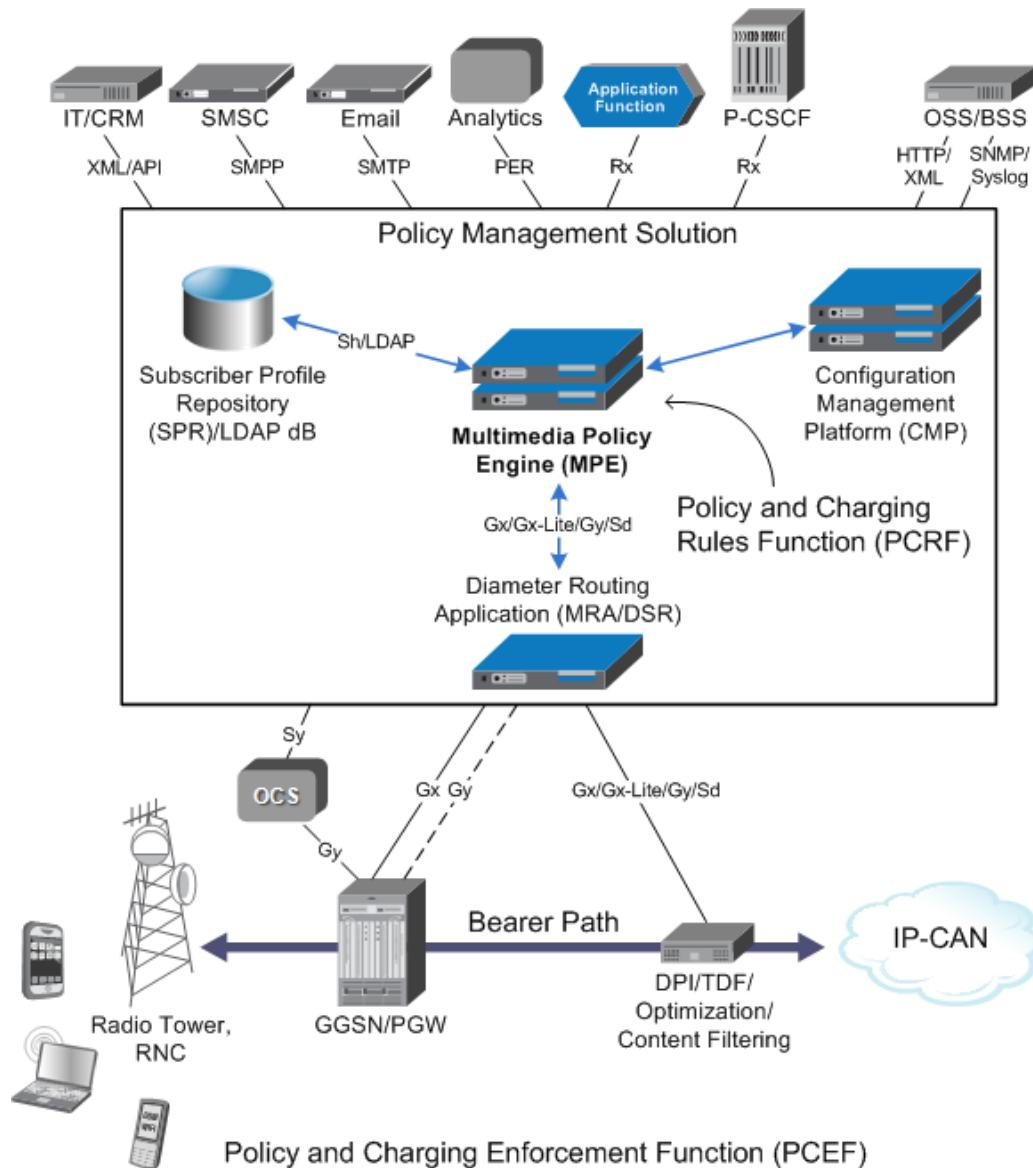 IT/CRM
SMSC
Email
Analytics
Application
Function
P-CSCF
OSS/BSS
XML/API
SMPP
SMTP
PER
Rx
Rx
HTTP/
XML
SNMP/
Syslog
Policy Management Solution
Sh/LDAP
Subscriber Profile
Repository
(SPR)/LDAP dB
Multimedia Policy
Engine (MPE)
Configuration
Management
Platform (CMP)
Policy and Charging
Rules Function (PCRF)
Gx/Gx-Lite/Gy/Sd
Diameter Routing
Application (MRA/DSR)
Sy
OCS
Gx
Gy
Gx/Gx-Lite/Gy/Sd
Gy
Bearer Path
IP-CAN
Radio Tower,
RNC
GGSN/PGW
DPI/TDF/
Optimization/
Content Filtering
Policy and Charging Enforcement Function (PCEF)